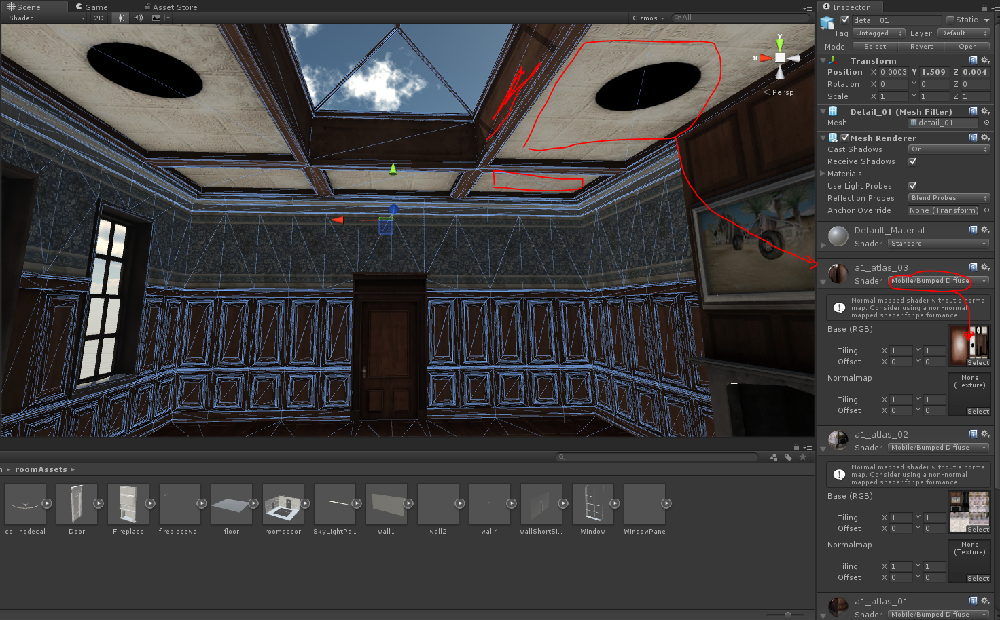 Scene Game Asset Store
Shaded 2D Gizmos All
y
x
Persp
Inspector
detail_01 Static
Tag Untagged Layer Default
Model Select Revert Open
Transform
Position X 0.0003 Y 1.509 Z 0.004
Rotation X 0 Y 0 Z 0
Scale X 1 Y 1 Z 1
Detail_01 (Mesh Filter)
Mesh detail_01
Mesh Renderer
Cast Shadows On
Receive Shadows
Materials
Use Light Probes
Reflection Probes Blend Probes
Anchor Override None (Transform)
Default_Material
Shader Standard
a1_atlas_03
Shader Mobile/Bumped Diffuse
Normal mapped shader without a normal
map. Consider using a non-normal
mapped shader for performance.
Base (RGB)
Tiling X 1 Y 1
Offset X 0 Y 0
Select
Normalmap None
(Texture)
Tiling X 1 Y 1
Offset X 0 Y 0
Select
a1_atlas_02
Shader Mobile/Bumped Diffuse
Normal mapped shader without a normal
map. Consider using a non-normal
mapped shader for performance.
Base (RGB)
Tiling X 1 Y 1
Offset X 0 Y 0
Select
Normalmap None
(Texture)
Tiling X 1 Y 1
Offset X 0 Y 0
Select
a1_atlas_01
Shader Mobile/Bumped Diffuse
roomAssets
ceilingdecal Door Fireplace fireplacewall floor roomdecor SkyLightPa... wall1 wall2 wall4 wallShortSi... Window WindowPane